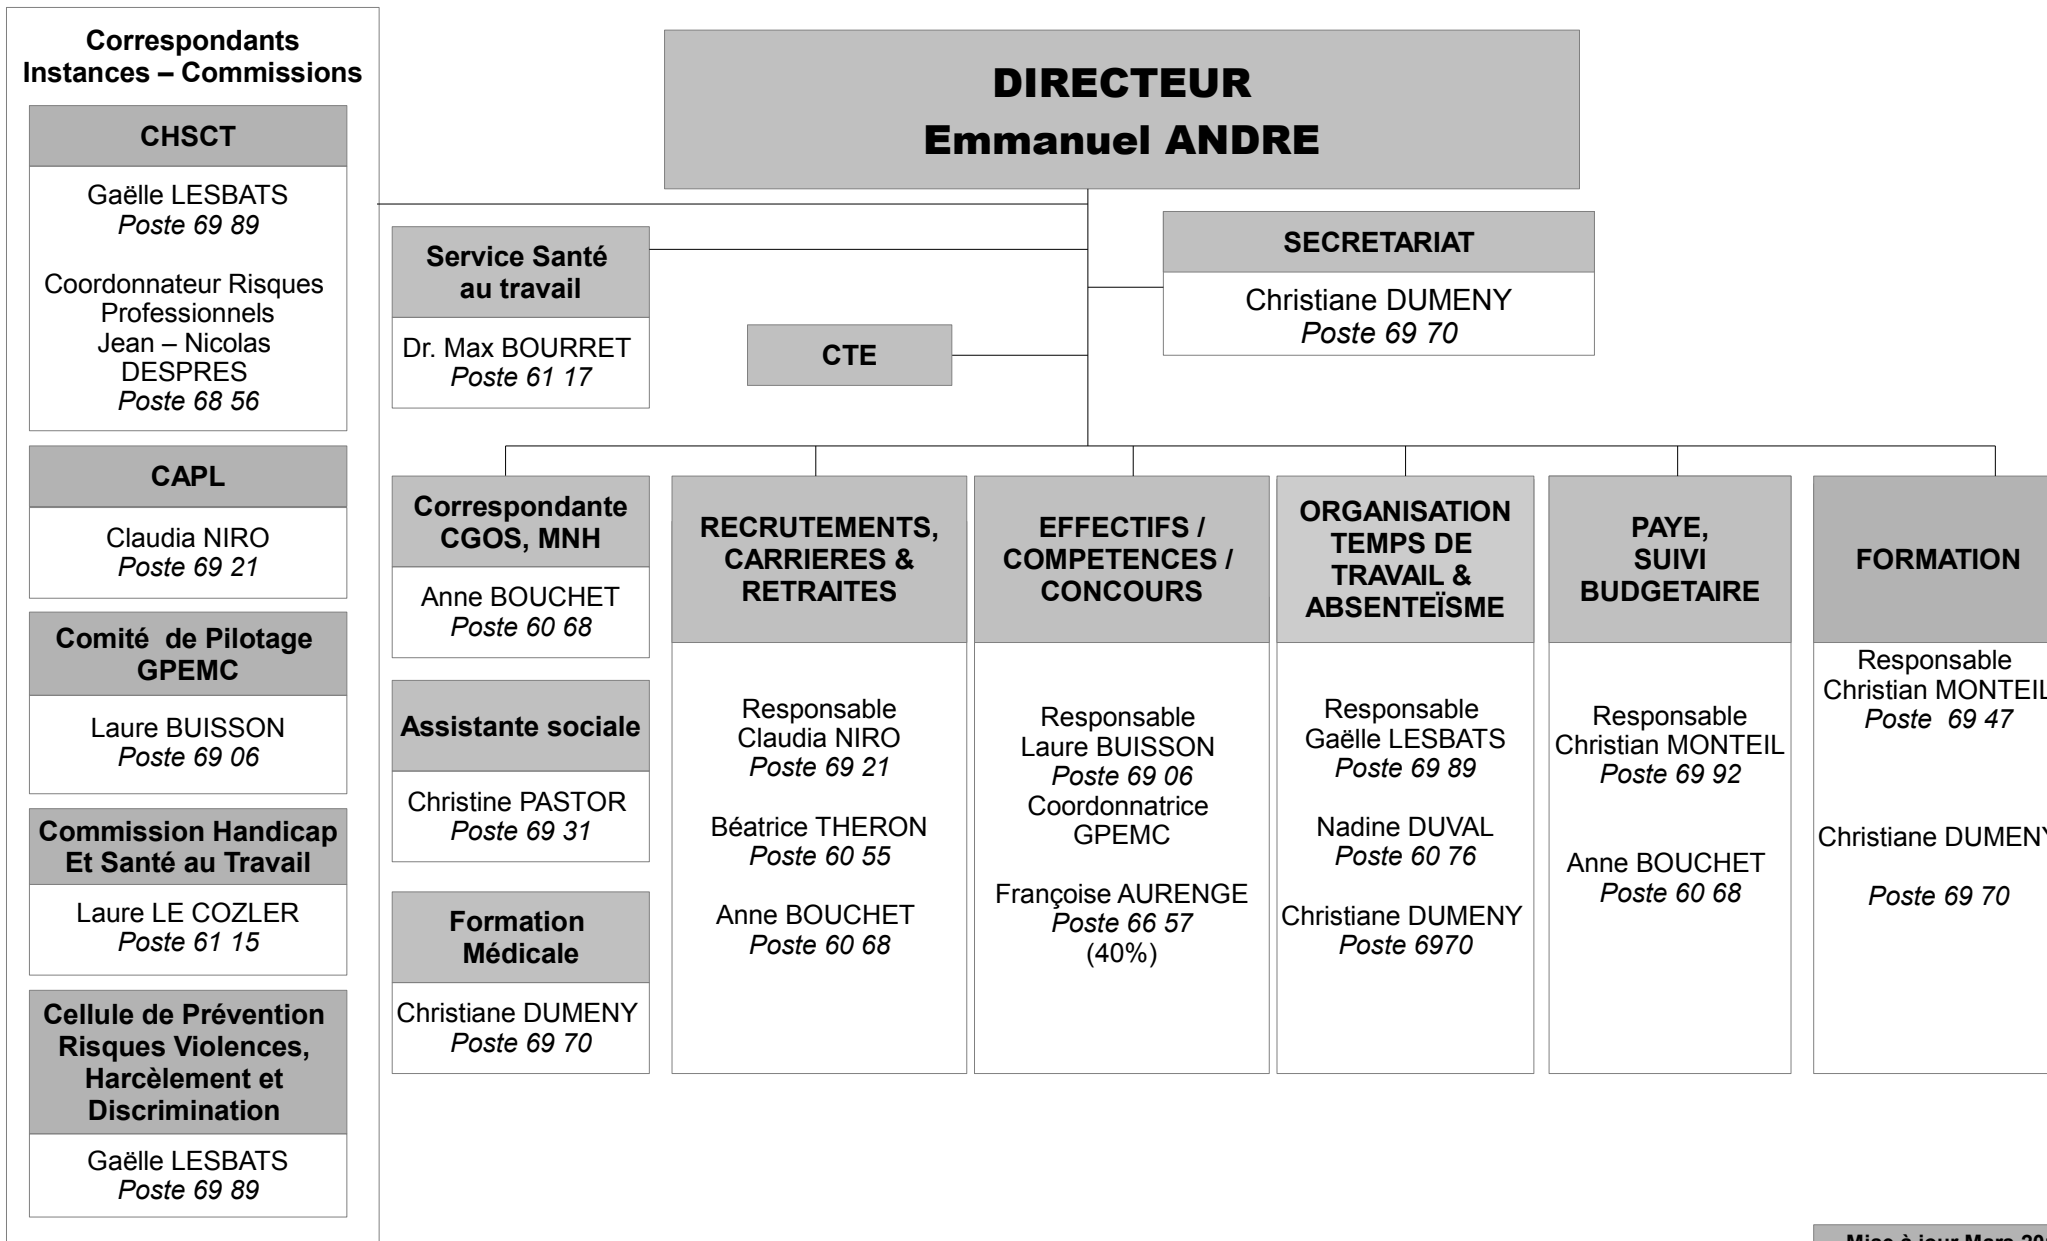 Correspondants
Instances – Commissions
CHSCT
Gaëlle LESBATS
Poste 69 89
Coordonnateur Risques
Professionnels
Jean – Nicolas
DESPRES
Poste 68 56
CAPL
Claudia NIRO
Poste 69 21
Comité de Pilotage
GPEMC
Laure BUISSON
Poste 69 06
Commission Handicap
Et Santé au Travail
Laure LE COZLER
Poste 61 15
Cellule de Prévention
Risques Violences,
Harcèlement et
Discrimination
Gaëlle LESBATS
Poste 69 89
DIRECTEUR
Emmanuel ANDRE
Service Santé
au travail
Dr. Max BOURRET
Poste 61 17
SECRETARIAT
Christiane DUMENY
Poste 69 70
CTE
Correspondante
CGOS, MNH
Anne BOUCHET
Poste 60 68
Assistante sociale
Christine PASTOR
Poste 69 31
Formation
Médicale
Christiane DUMENY
Poste 69 70
RECRUTEMENTS,
CARRIERES &
RETRAITES
Responsable
Claudia NIRO
Poste 69 21
Béatrice THERON
Poste 60 55
Anne BOUCHET
Poste 60 68
EFFECTIFS /
COMPETENCES /
CONCOURS
Responsable
Laure BUISSON
Poste 69 06
Coordonnatrice
GPEMC
Françoise AURENGE
Poste 66 57
(40%)
ORGANISATION
TEMPS DE
TRAVAIL &
ABSENTEÏSME
Responsable
Gaëlle LESBATS
Poste 69 89
Nadine DUVAL
Poste 60 76
Christiane DUMENY
Poste 6970
PAYE,
SUIVI
BUDGETAIRE
Responsable
Christian MONTEIL
Poste 69 92
Anne BOUCHET
Poste 60 68
FORMATION
Responsable
Christian MONTEIL
Poste 69 47
Christiane DUMENY
Poste 69 70
Mise à jour Mars